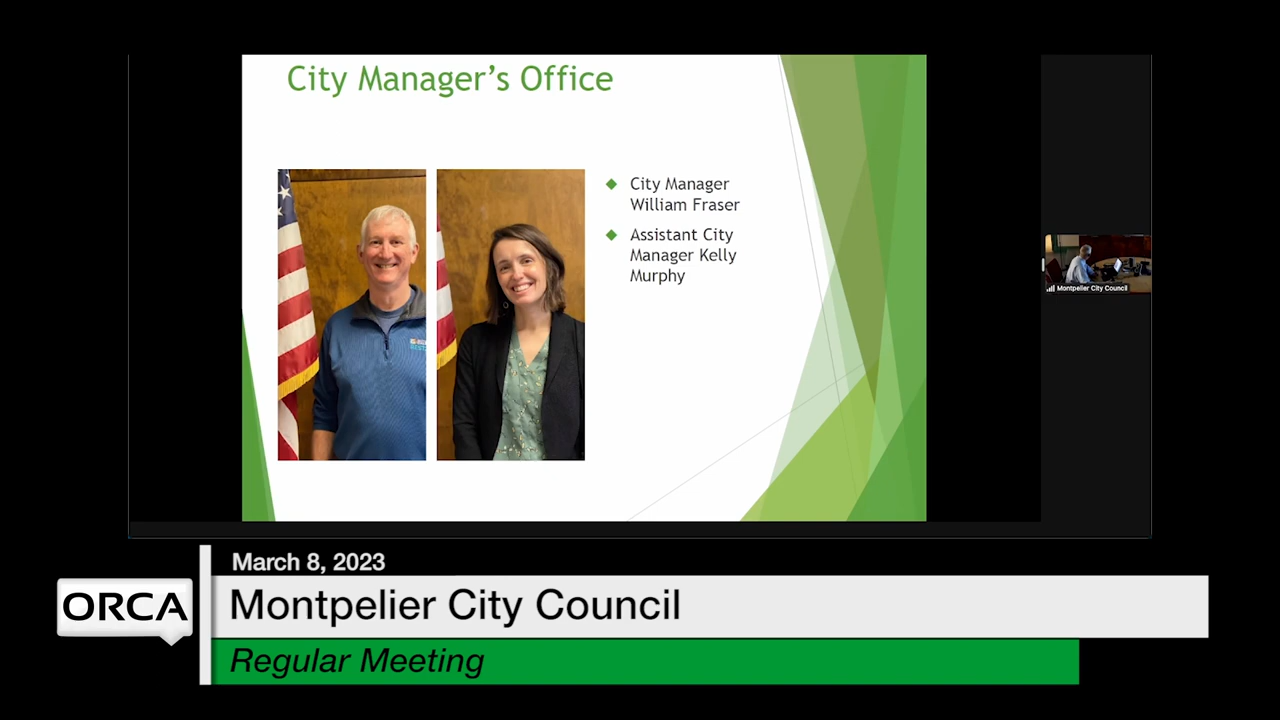 City Manager's Office
City Manager
William Fraser
Assistant City
Manager Kelly
Murphy
Montpelier City Council
March 8, 2023
ORCA
Montpelier City Council
Regular Meeting